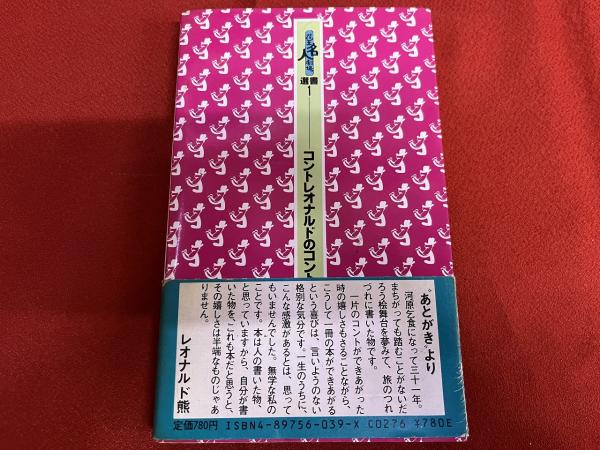 名人劇場
選書
1
コントレオナルドのコント
“あとがき”より
河原乞食になって三十一年。
まちがっても踏むことがないだ
ろう桧舞台を夢みて、旅のつれ
づれに書いた物です。
一片のコントができあがった
時の嬉しさもさることながら、
こうして一冊の本ができあがる
という喜びは、言いようのない
格別な気分です。一生のうちに、
こんな感激があるとは、思って
もいませんでした。無学な私の
ことです。本は人の書いた物、
と思っていますから、自分が書
いた物を、これも本だと思うと、
その嬉しさは半端なものじゃあ
りません。
レオナルド熊
定価780円 ISBN4-89756-039-X C0276 ¥780E